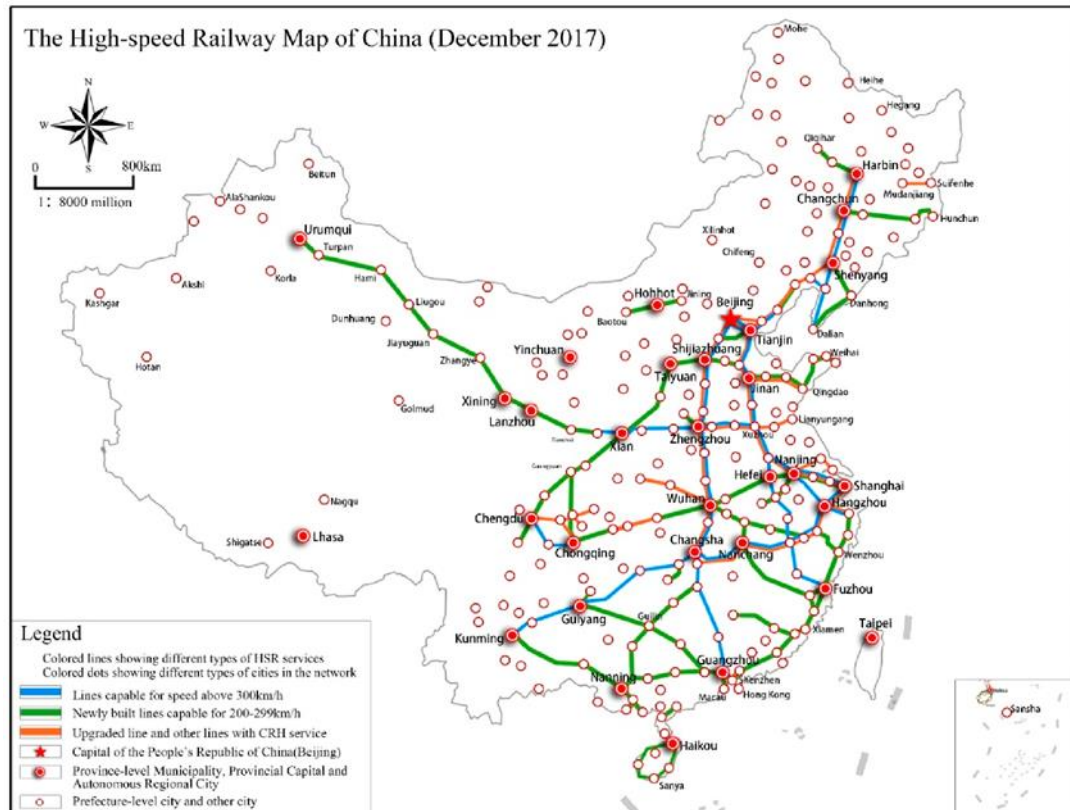 The High-speed Railway Map of China (December 2017)
N
W
E
S
0
800km
1: 8000 million
Mohe
Heihe
Hegang
Qiqihar
Harbin
Suifenhe
Mudanjiang
Changchun
Hunchun
Beitun
AlaShankou
Urumqui
Turpan
Xilinhot
Chifeng
Shenyang
Danhong
Kashgar
Akshi
Korla
Hami
Liugou
Hohhot
Jining
Beijing
Dunhuang
Baotou
Dalian
Tianjin
Jiayuguan
Yinchuan
Shijiazhuang
Weihai
Hotan
Zhangye
Taiyuan
Jinan
Qingdao
Golmud
Xining
Lanzhou
Lianyungang
Xian
Zhengzhou
Xuzhou
Guangyuan
Nanjing
Hefei
Shanghai
Nagqu
Wuhan
Hangzhou
Chengdu
Lhasa
Shigatse
Chongqing
Changsha
Nanchang
Wenzhou
Fuzhou
Guiyang
Guilin
Taipei
Kunming
Xiamen
Guangzhou
Shenzhen
Nanning
Macau
Hong Kong
Haikou
Sanya
Sansha
Legend
Colored lines showing different types of HSR services
Colored dots showing different types of cities in the network
Lines capable for speed above 300km/h
Newly built lines capable for 200-299km/h
Upgraded line and other lines with CRH service
Capital of the People's Republic of China(Beijing)
Province-level Municipality, Provincial Capital and
Autonomous Regional City
Prefecture-level city and other city